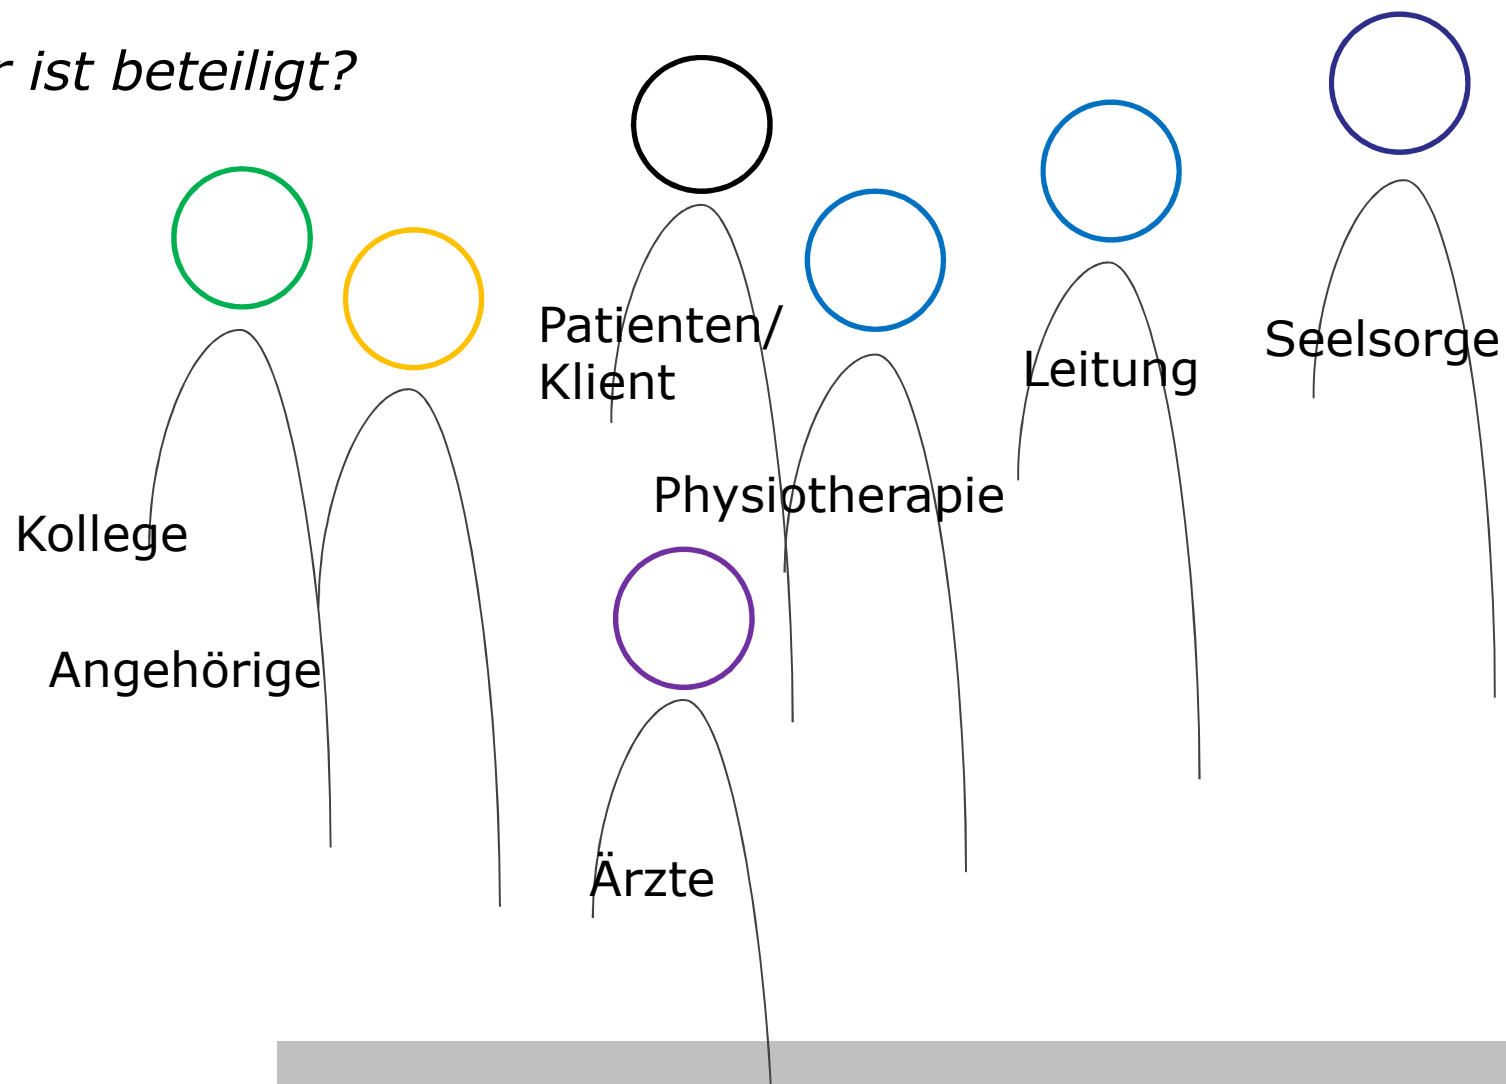 r ist beteiligt?
Patienten/
Klient
Seelsorge
Leitung
Physiotherapie
Kollege
Angehörige
Ärzte